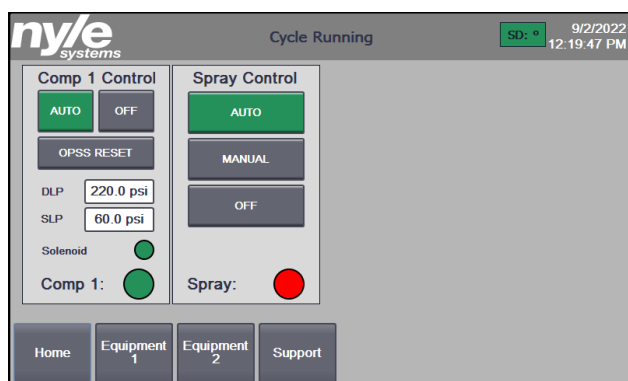 nyle
systems
Cycle Running
SD: º
9/2/2022
12:19:47 PM
Comp 1 Control
AUTO
OFF
OPSS RESET
DLP 220.0 psi
SLP 60.0 psi
Solenoid
Comp 1:
Spray Control
AUTO
MANUAL
OFF
Spray:
Home
Equipment
1
Equipment
2
Support